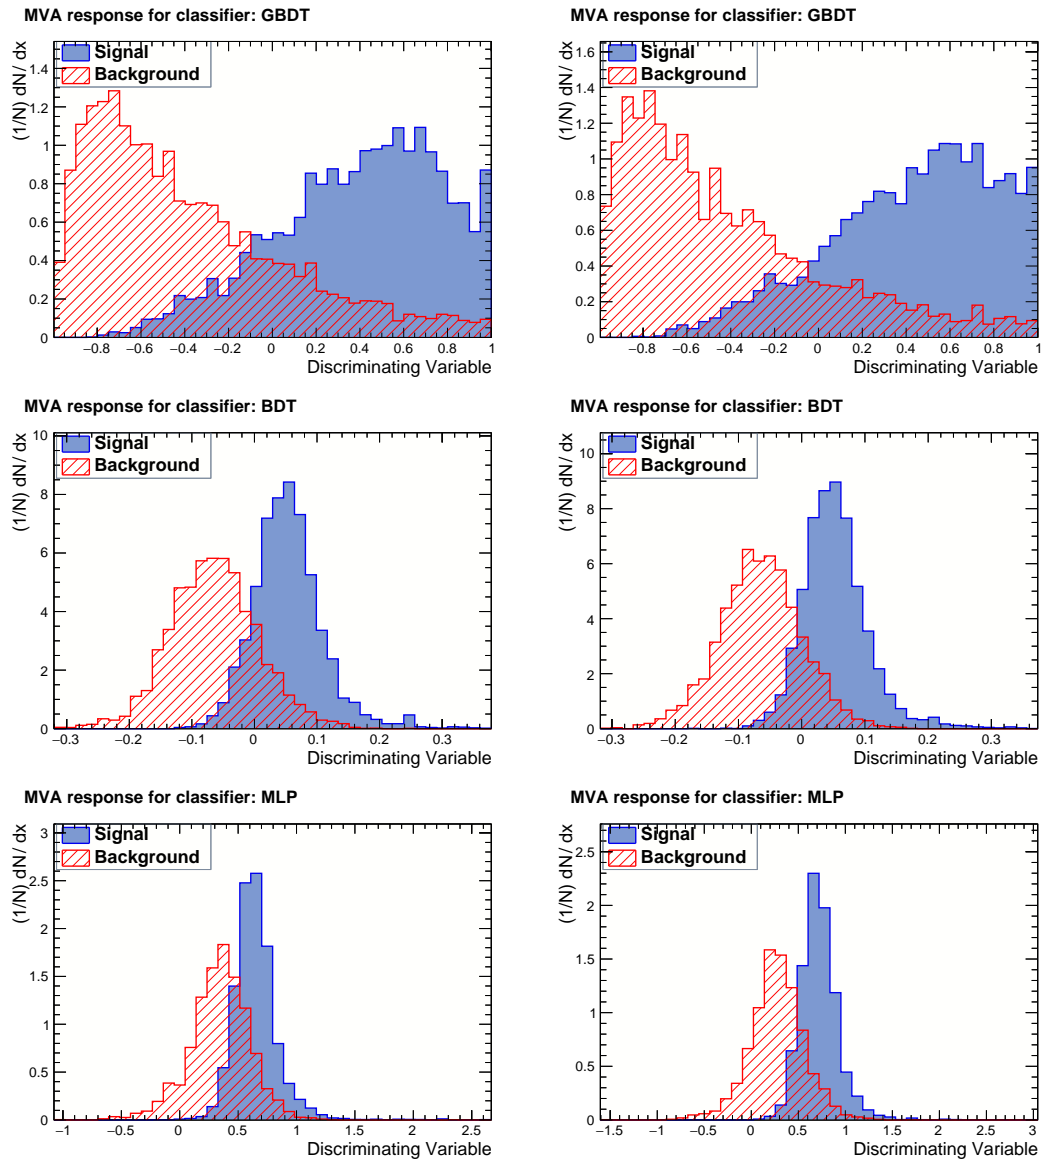 MVA response for classifier: GBDT
(1/N) dN/ dx
Signal
Background
1.4
1.2
1
0.8
0.6
0.4
0.2
0
−0.8 −0.6 −0.4 −0.2 0 0.2 0.4 0.6 0.8 1
Discriminating Variable
MVA response for classifier: GBDT
(1/N) dN/ dx
Signal
Background
1.6
1.4
1.2
1
0.8
0.6
0.4
0.2
0
−0.8 −0.6 −0.4 −0.2 0 0.2 0.4 0.6 0.8 1
Discriminating Variable
MVA response for classifier: BDT
(1/N) dN/ dx
Signal
Background
10
8
6
4
2
0
−0.3 −0.2 −0.1 0 0.1 0.2 0.3
Discriminating Variable
MVA response for classifier: BDT
(1/N) dN/ dx
Signal
Background
10
8
6
4
2
0
−0.3 −0.2 −0.1 0 0.1 0.2 0.3
Discriminating Variable
MVA response for classifier: MLP
(1/N) dN/ dx
Signal
Background
3
2.5
2
1.5
1
0.5
0
−1 −0.5 0 0.5 1 1.5 2 2.5
Discriminating Variable
MVA response for classifier: MLP
(1/N) dN/ dx
Signal
Background
2.5
2
1.5
1
0.5
0
−1.5 −1 −0.5 0 0.5 1 1.5 2 2.5 3
Discriminating Variable